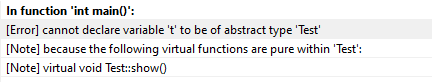 In function 'int main()':
[Error] cannot declare variable 't' to be of abstract type 'Test'
[Note] because the following virtual functions are pure within 'Test':
[Note] virtual void Test::show()